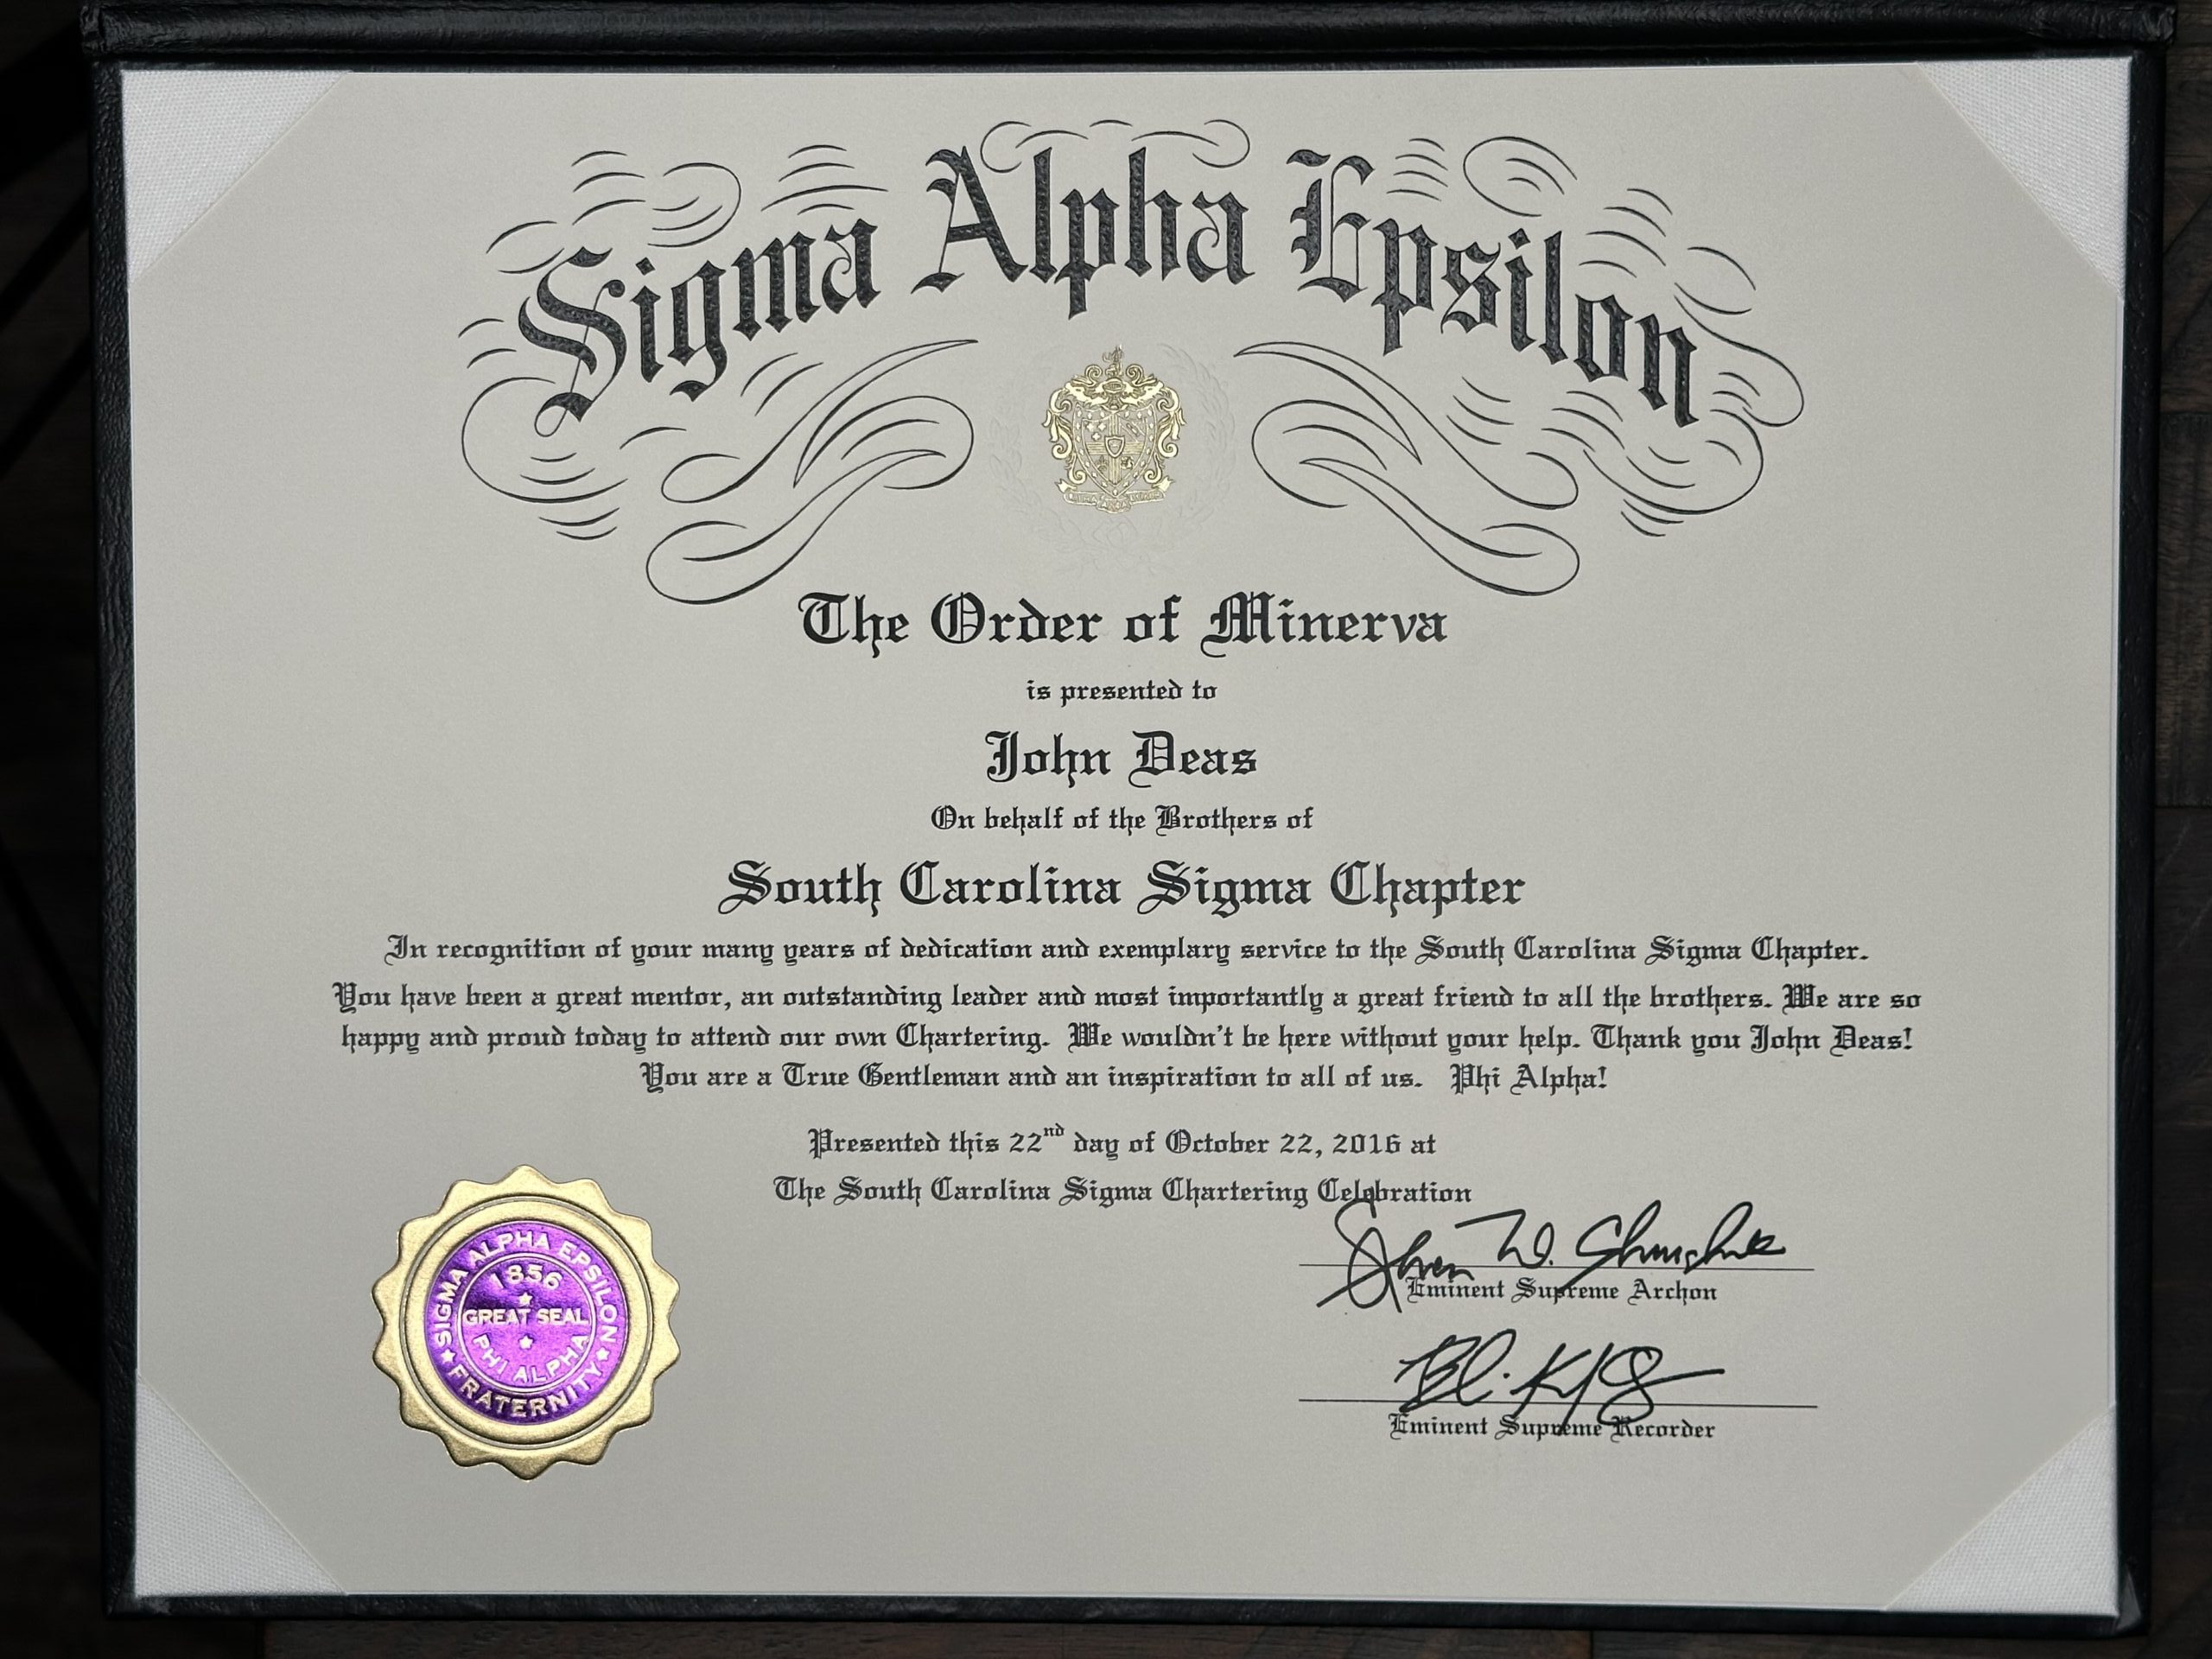 Sigma Alpha Epsilon
The Order of Minerva
is presented to
John Deas
On behalf of the Brothers of
South Carolina Sigma Chapter
In recognition of your many years of dedication and exemplary service to the South Carolina Sigma Chapter.
You have been a great mentor, an outstanding leader and most importantly a great friend to all the brothers. We are so
happy and proud today to attend our own Chartering.  We wouldn't be here without your help. Thank you John Deas!
You are a True Gentleman and an inspiration to all of us.   Phi Alpha!
Presented this 22nd day of October 22, 2016 at
The South Carolina Sigma Chartering Celebration
Eminent Supreme Archon
Eminent Supreme Recorder
SIGMA ALPHA EPSILON
FRATERNITY
1856
GREAT SEAL
PHI ALPHA